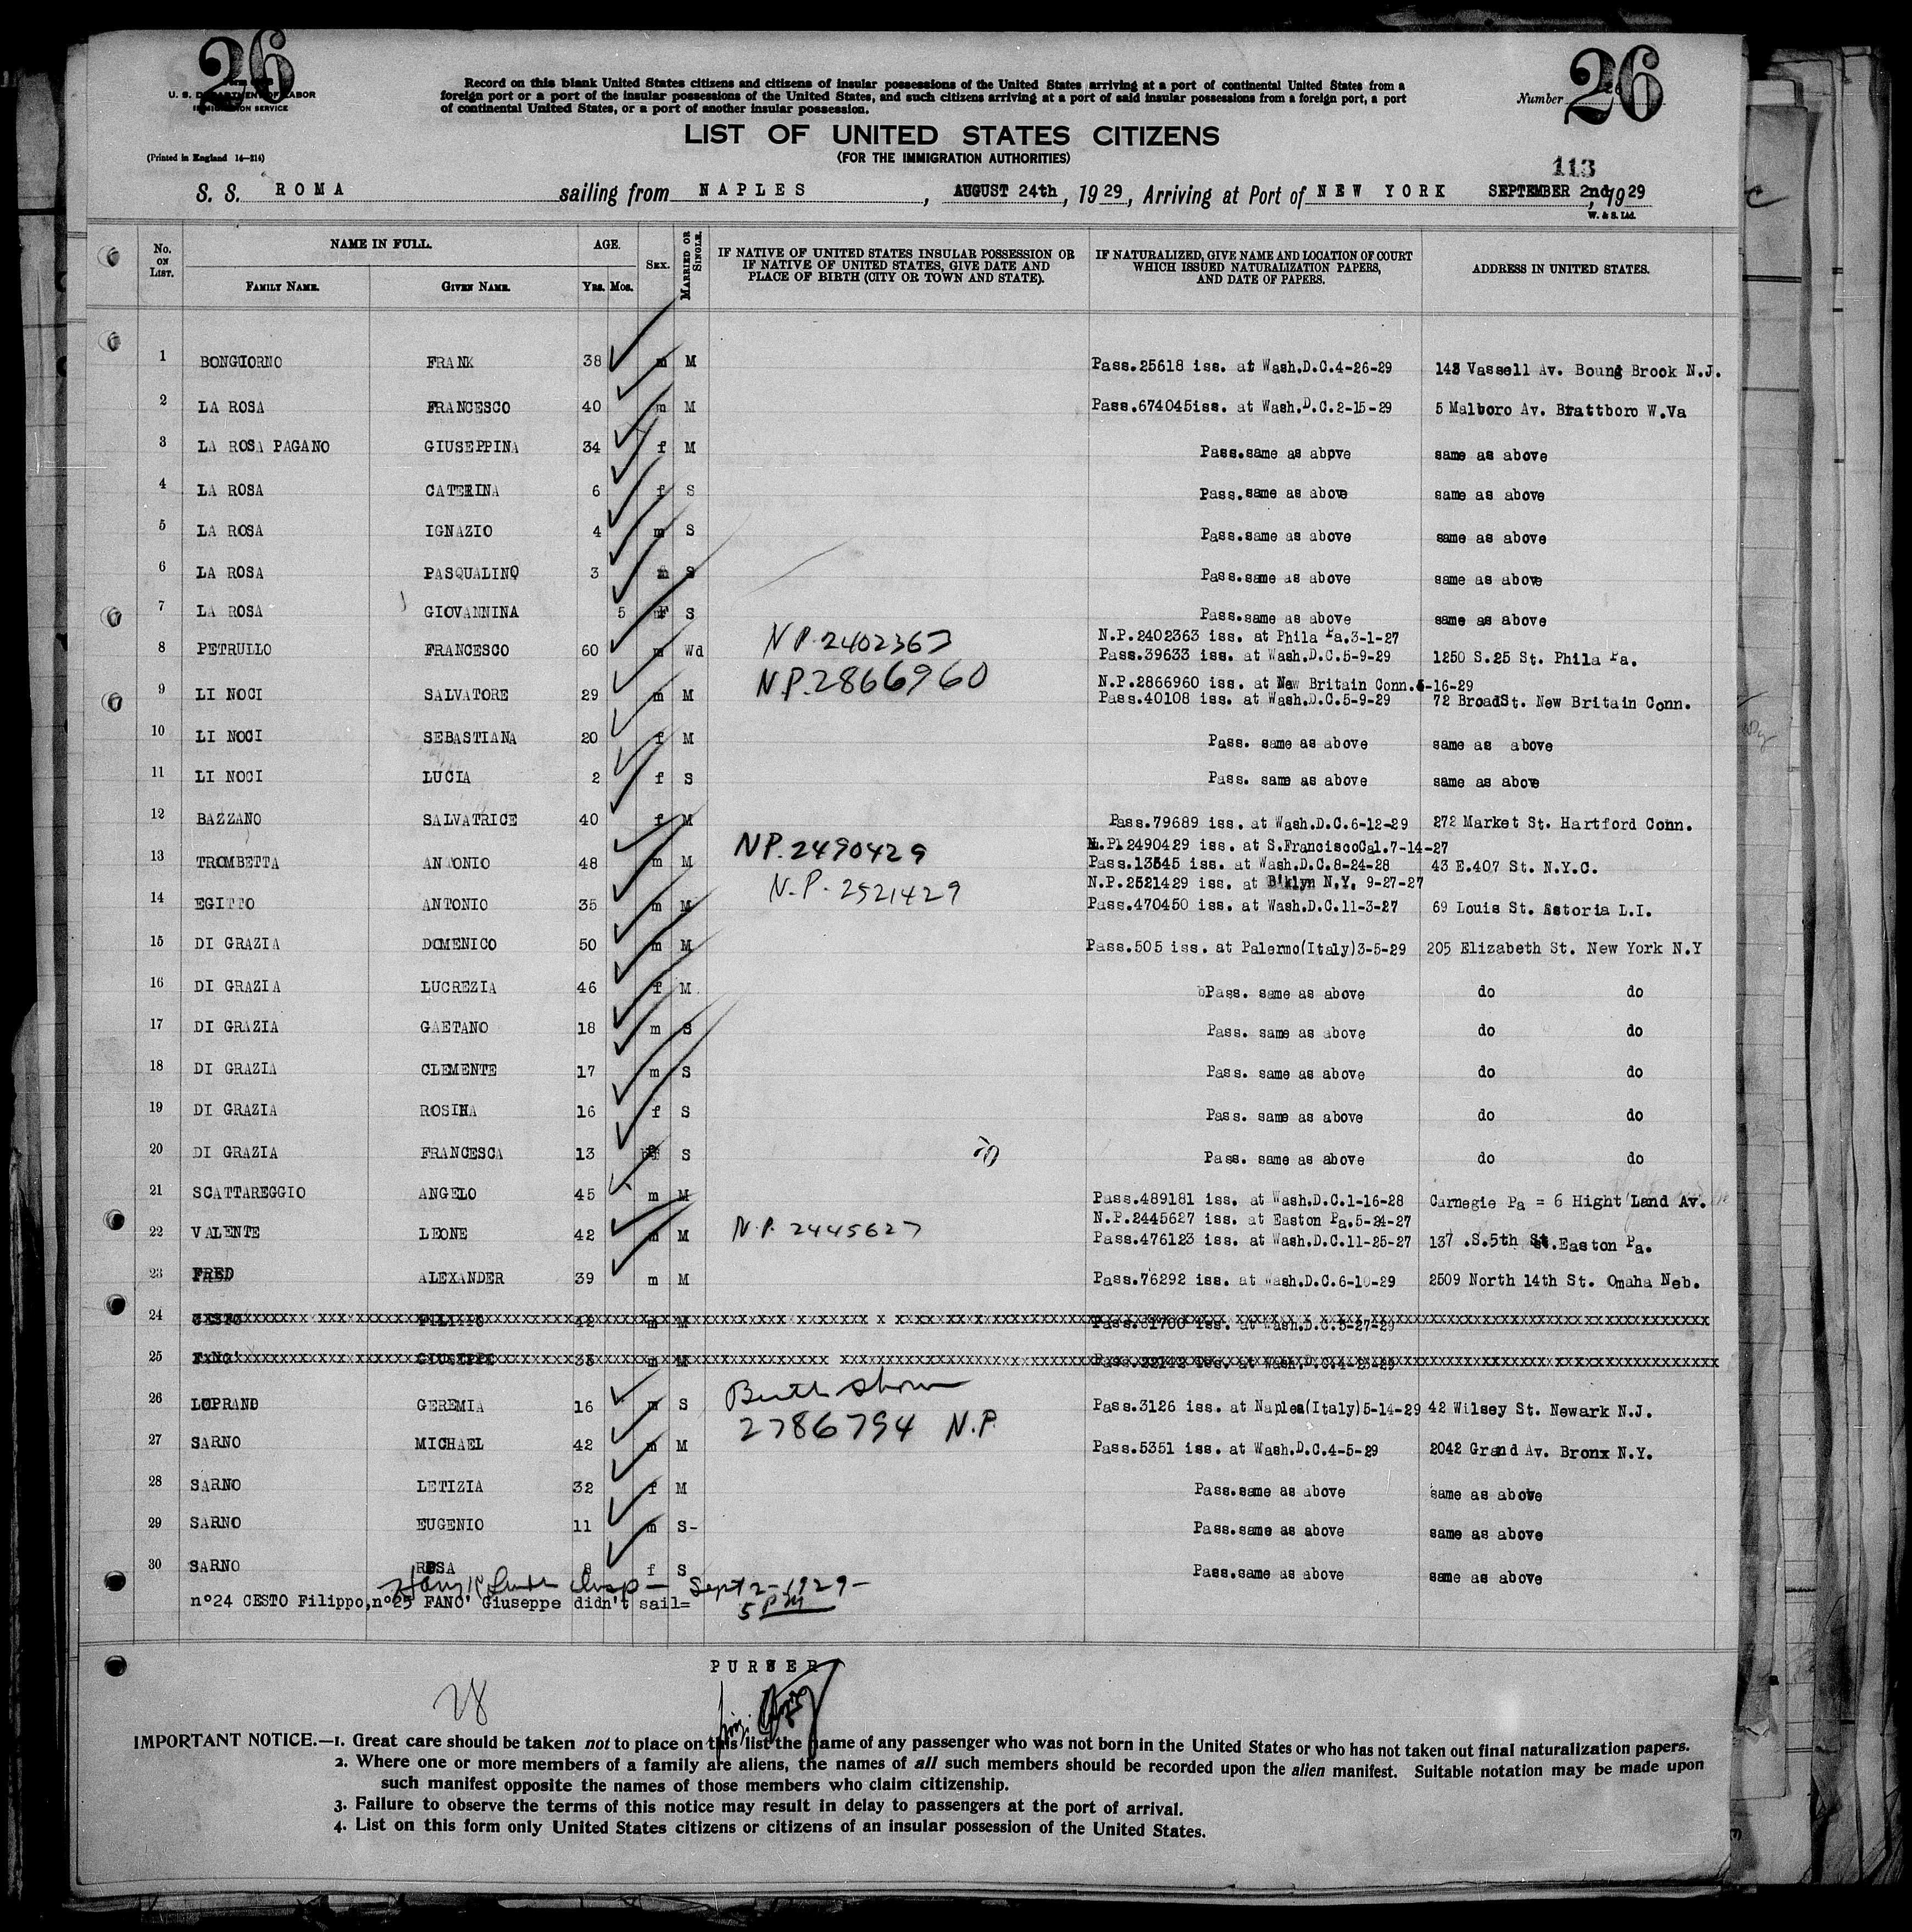 26
26
U. S. DEPARTMENT OF LABOR
IMMIGRATION SERVICE
Record on this blank United States citizens and citizens of insular possessions of the United States arriving at a port of continental United States from a
foreign port or a port of the insular possessions of the United States, and such citizens arriving at a port of said insular possessions from a foreign port, a port
of continental United States, or a port of another insular possession.
Number
LIST OF UNITED STATES CITIZENS
(Printed in England 14—214)
(FOR THE IMMIGRATION AUTHORITIES)
113
S. S. ROMA sailing from NAPLES, AUGUST 24th, 1929, Arriving at Port of NEW YORK SEPTEMBER 2nd, 1929
W. & S. Ltd.
No. ON LIST. NAME IN FULL. FAMILY NAME. GIVEN NAME. AGE. YRS. MOS. SEX. MARRIED OR SINGLE. IF NATIVE OF UNITED STATES INSULAR POSSESSION OR IF NATIVE OF UNITED STATES, GIVE DATE AND PLACE OF BIRTH (CITY OR TOWN AND STATE). IF NATURALIZED, GIVE NAME AND LOCATION OF COURT WHICH ISSUED NATURALIZATION PAPERS, AND DATE OF PAPERS. ADDRESS IN UNITED STATES.
1 BONGIORNO FRANK 38 m M Pass.25618 iss. at Wash.D.C.4-26-29 143 Vassell Av. Boung Brook N.J.
2 LA ROSA FRANCESCO 40 m M Pass.674045iss. at Wash.D.C.2-15-29 5 Malboro Av. Brattboro W.Va
3 LA ROSA PAGANO GIUSEPPINA 34 f M Pass.same as above same as above
4 LA ROSA CATERINA 6 f S Pass.same as above same as above
5 LA ROSA IGNAZIO 4 m S Pass.same as above same as above
6 LA ROSA PASQUALINO 3 m S Pass.same as above same as above
7 LA ROSA GIOVANNINA 5 f S Pass.same as above same as above
N.P.2402363 N.P.2402363 iss. at Phila Pa.3-1-27
8 PETRULLO FRANCESCO 60 m Wd Pass.39633 iss. at Wash.D.C.5-9-29 1250 S.25 St. Phila Pa.
N.P.2866960 N.P.2866960 iss. at New Britain Conn. -16-29
9 LI NOCI SALVATORE 29 m M Pass.40108 iss. at Wash.D.C.5-9-29 72 BroadSt. New Britain Conn.
10 LI NOCI SEBASTIANA 20 f M Pass. same as above same as above
11 LI NOCI LUCIA 2 f S Pass. same as above same as above
12 BAZZANO SALVATRICE 40 f M Pass.79689 iss. at Wash.D.C.6-12-29 272 Market St. Hartford Conn.
NP.2490429 N.P12490429 iss. at S.FranciscoCal.7-14-27
13 TROMBETTA ANTONIO 48 m M Pass.13545 iss. at Wash.D.C.8-24-28 43 E.407 St. N.Y.C.
N.P.2521429 N.P.2521429 iss. at B'klyn N.Y. 9-27-27
14 EGITTO ANTONIO 35 m M Pass.470450 iss. at Wash.D.C.11-3-27 69 Louis St. Astoria L.I.
15 DI GRAZIA DOMENICO 50 m M Pass.505 iss. at Palermo(Italy)3-5-29 205 Elizabeth St. New York N.Y
16 DI GRAZIA LUCREZIA 46 f M Pass. same as above do do
17 DI GRAZIA GAETANO 18 m S Pass. same as above do do
18 DI GRAZIA CLEMENTE 17 m S Pass. same as above do do
19 DI GRAZIA ROSINA 16 f S Pass. same as above do do
20 DI GRAZIA FRANCESCA 13 f S Pass. same as above do do
21 SCATTAREGGIO ANGELO 45 m M Pass.489181 iss. at Wash.D.C.1-16-28 Carnegie Pa = 6 Hight Land Av.
N.P. 2445627 N.P.2445627 iss. at Easton Pa.5-24-27
22 VALENTE LEONE 42 m M Pass.476123 iss. at Wash.D.C.11-25-27 137 .S.5th St.Easton Pa.
23 FRED ALEXANDER 39 m M Pass.76292 iss. at Wash.D.C.6-10-29 2509 North 14th St. Omaha Neb.
24 CESTO FILIPPO 42 m M Pass.61700 iss. at Wash.D.C.5-27-29
25 FANO' GIUSEPPE 35 m M iss. at Wash.D.C.
26 LOPRANO GEREMIA 16 m S Birth shown Pass.3126 iss. at Naples(Italy)5-14-29 42 Wilsey St. Newark N.J.
27 SARNO MICHAEL 42 m M 2786794 N.P. Pass.5351 iss. at Wash.D.C.4-5-29 2042 Grand Av. Bronx N.Y.
28 SARNO LETIZIA 32 f M Pass.same as above same as above
29 SARNO EUGENIO 11 m S- Pass.same as above same as above
30 SARNO ROSA 8 f S Pass.same as above same as above
Insp- Sept 2-1929-
n°24 CESTO Filippo,n°25 FANO' Giuseppe didn't sail=
5 PM
PURSER
28
IMPORTANT NOTICE.—1. Great care should be taken not to place on this list the name of any passenger who was not born in the United States or who has not taken out final naturalization papers.
2. Where one or more members of a family are aliens, the names of all such members should be recorded upon the alien manifest. Suitable notation may be made upon
such manifest opposite the names of those members who claim citizenship.
3. Failure to observe the terms of this notice may result in delay to passengers at the port of arrival.
4. List on this form only United States citizens or citizens of an insular possession of the United States.